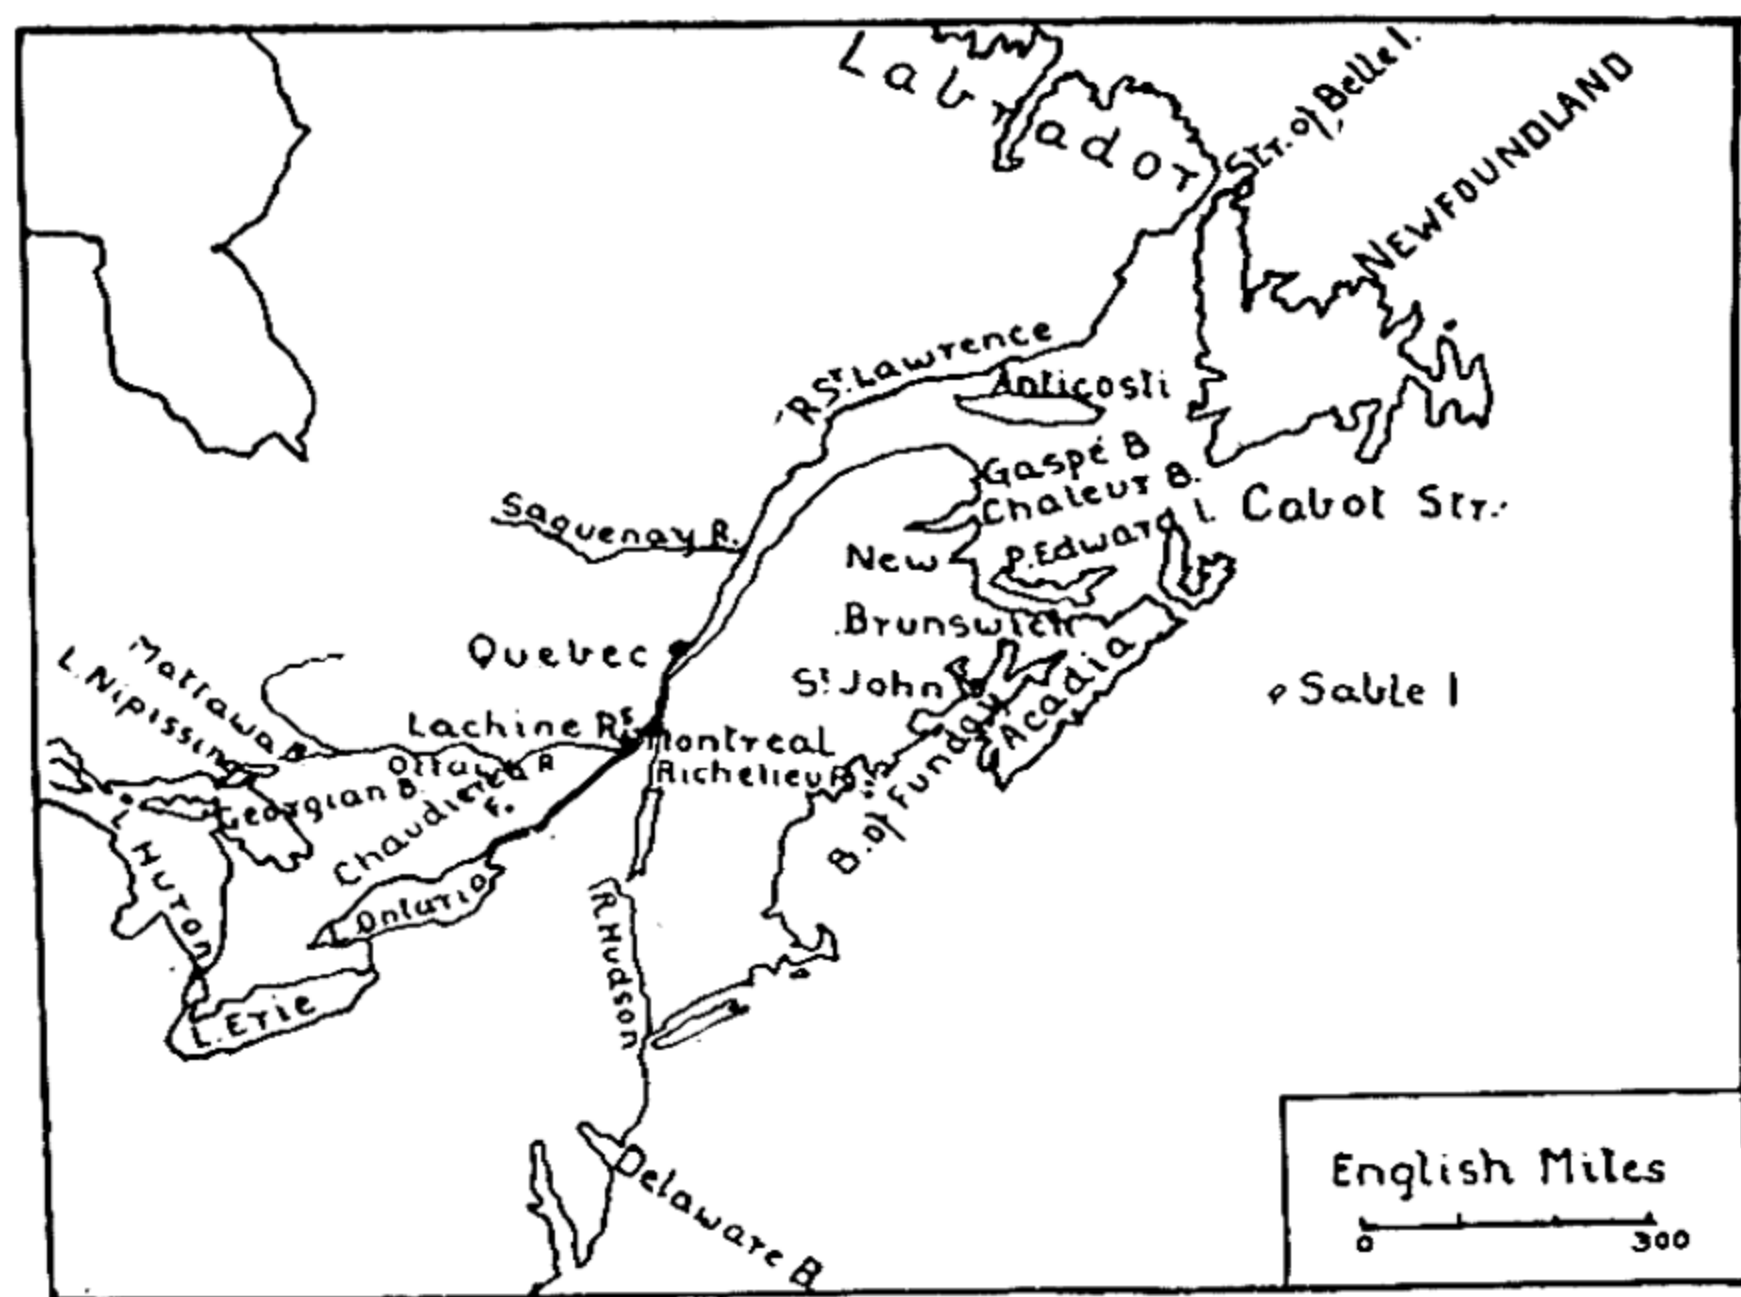 Labrador
Str. of Belle I.
NEWFOUNDLAND
R St. Lawrence
Anticosti
Gaspé B
Chaleur B.
Cabot Str.
Saguenay R.
P. Edward I.
New
Brunswick
Quebec
Mattawa R.
L. Nipissing
St John R.
Acadia
Sable I
Lachine Rs
Montreal
Ottawa R
Richelieu R.
Georgian B.
Chaudiere
F.
B. of Fundy
L. Huron
L. Ontario
R. Hudson
L. Erie
Delaware B
English Miles
0 300